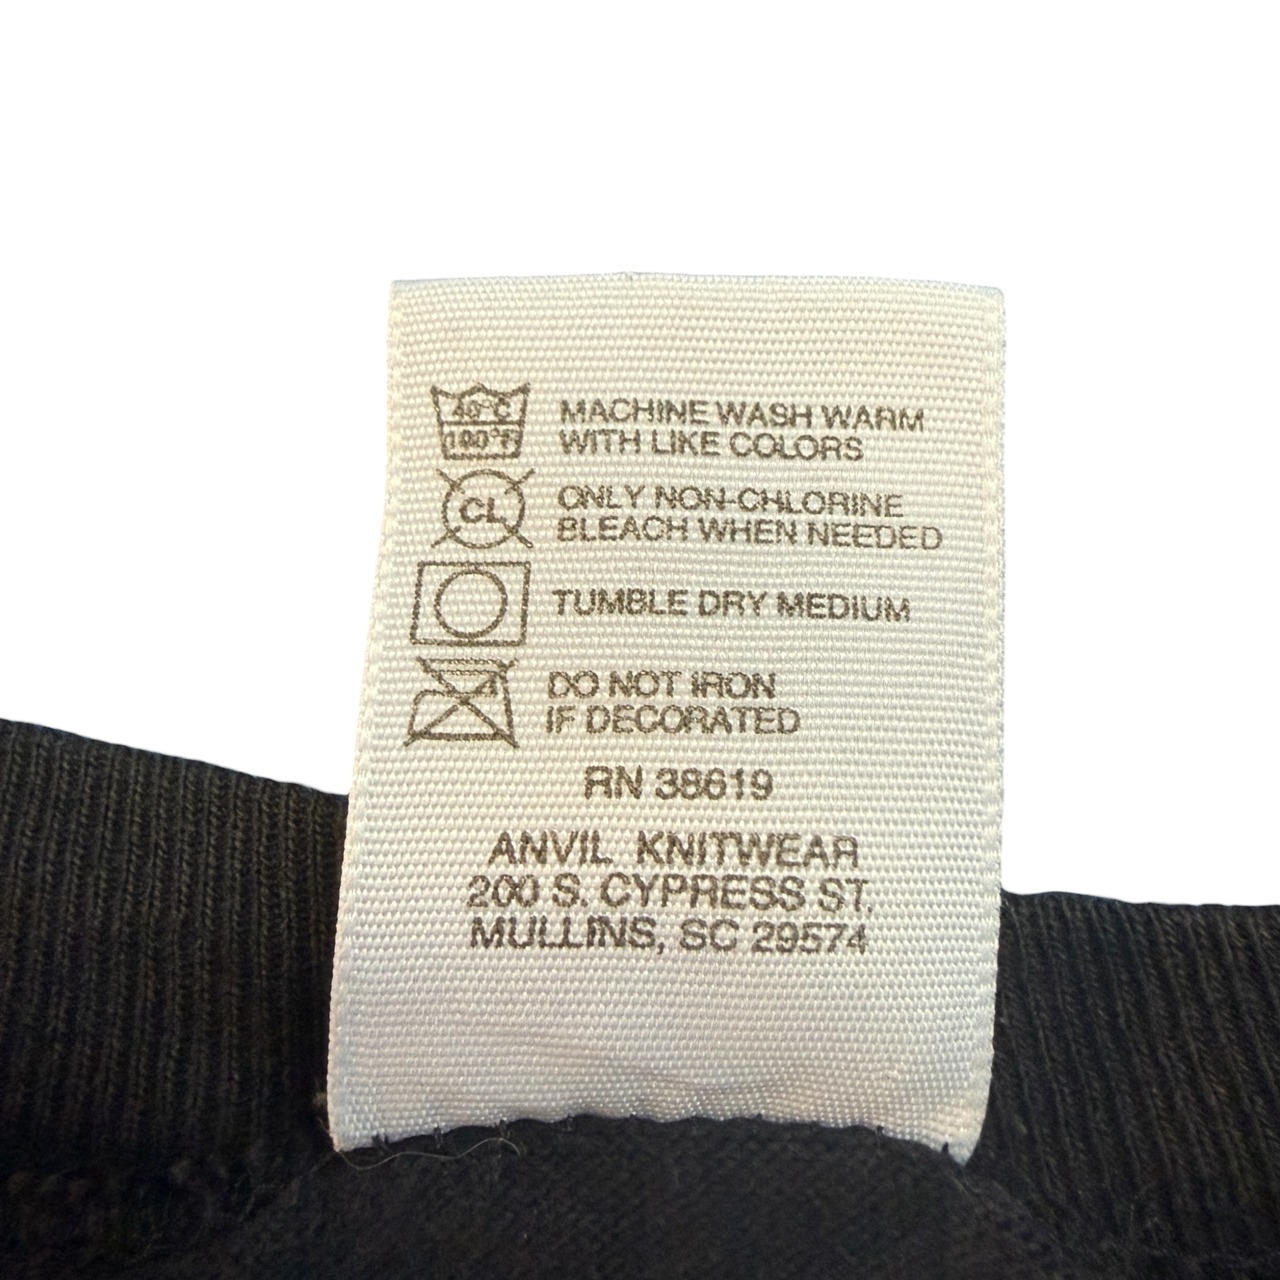 40°C
100°F
MACHINE WASH WARM
WITH LIKE COLORS
CL
ONLY NON-CHLORINE
BLEACH WHEN NEEDED
TUMBLE DRY MEDIUM
DO NOT IRON
IF DECORATED
RN 38619
ANVIL KNITWEAR
200 S. CYPRESS ST.
MULLINS, SC 29574